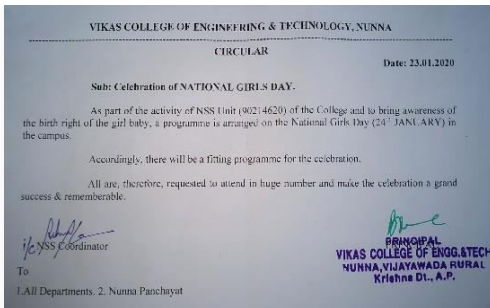 VIKAS COLLEGE OF ENGINEERING & TECHNOLOGY, NUNNA
CIRCULAR
Date: 23.01.2020
Sub: Celebration of NATIONAL GIRLS DAY.
As part of the activity of NSS Unit (90214620) of the College and to bring awareness of
the birth right of the girl baby, a programme is arranged on the National Girls Day (24th JANUARY) in
the campus.
Accordingly, there will be a fitting programme for the celebration.
All are, therefore, requested to attend in huge number and make the celebration a grand
success & rememberable.
i/c NSS Coordinator
PRINCIPAL
VIKAS COLLEGE OF ENGG.&TECH
NUNNA,VIJAYAWADA RURAL
Krishna Dt., A.P.
To
1.All Departments. 2. Nunna Panchayat